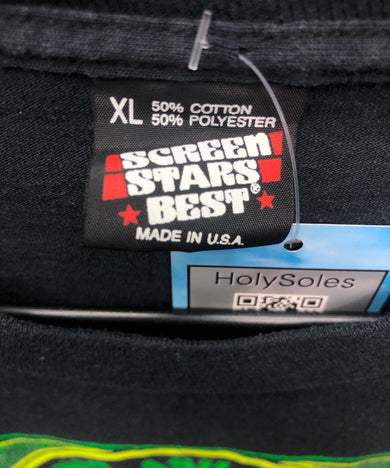 XL 50% COTTON
50% POLYESTER
SCREEN
STARS
BEST®
MADE IN U.S.A.
HolySoles